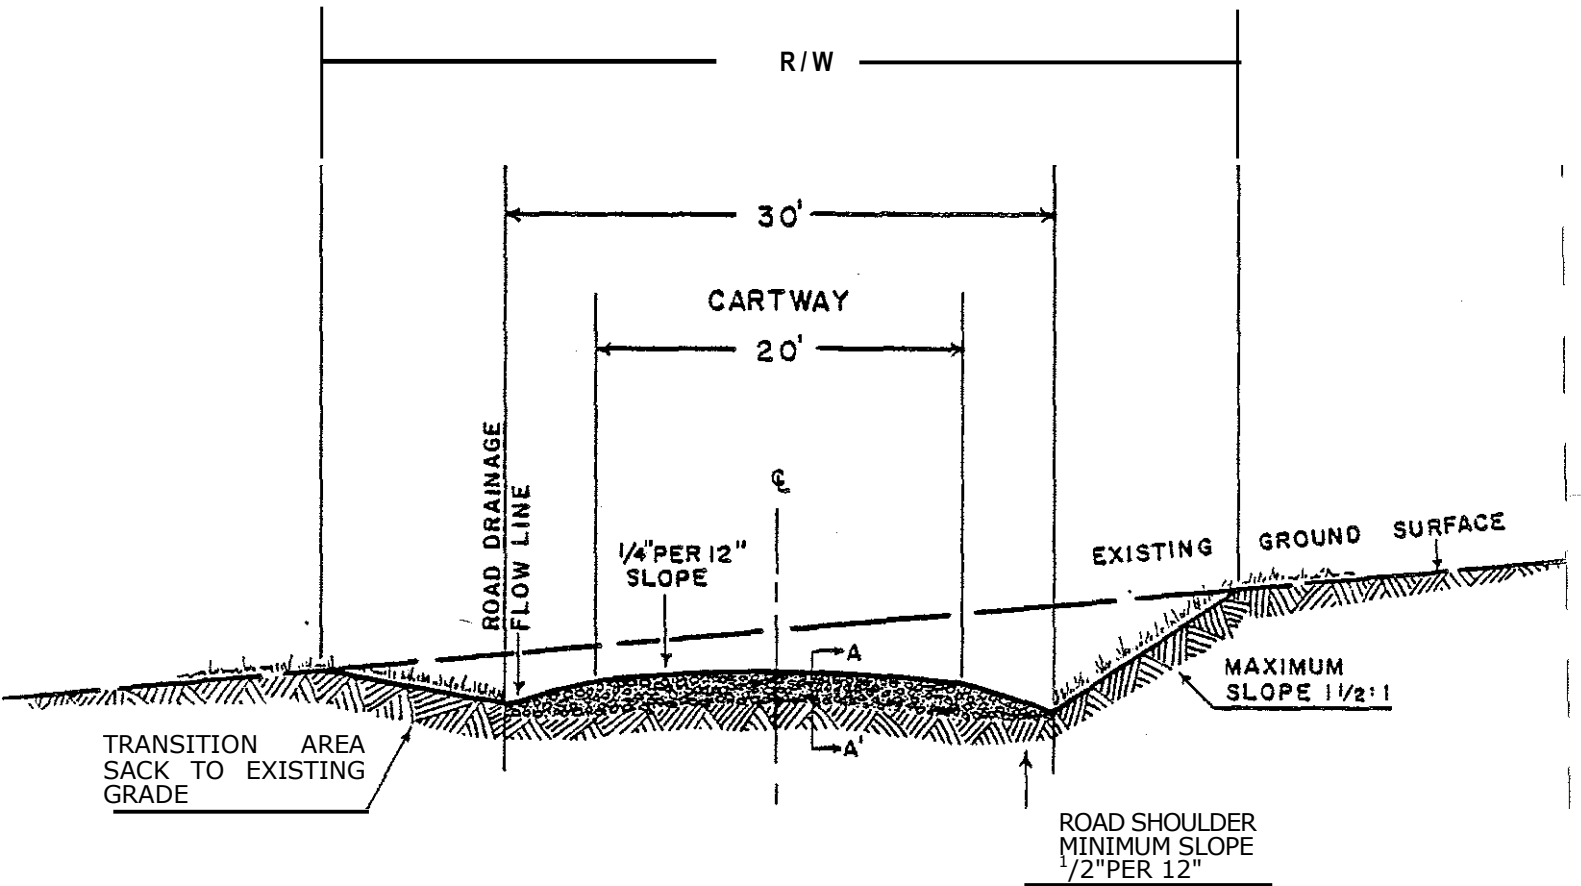 R/W
30'
CARTWAY
20'
ROAD DRAINAGE
FLOW LINE
℄
1/4" PER 12"
SLOPE
EXISTING GROUND SURFACE
A
A'
MAXIMUM
SLOPE 1 1/2:1
TRANSITION AREA
SACK TO EXISTING
GRADE
ROAD SHOULDER
MINIMUM SLOPE
1/2"PER 12"